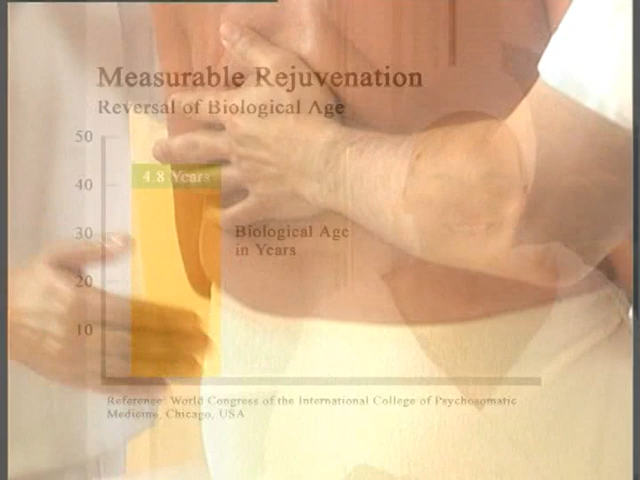 Measurable Rejuvenation
Reversal of Biological Age
50
4.8 Years
40
30
Biological Age
in Years
20
10
Reference: World Congress of the International College of Psychosomatic
Medicine, Chicago, USA